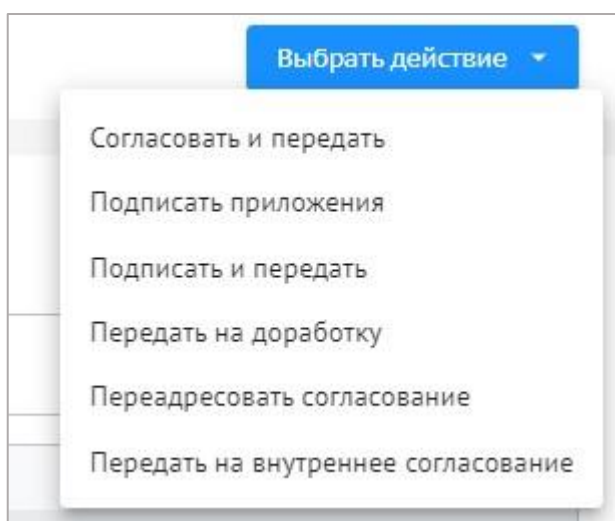 Выбрать действие
Согласовать и передать
Подписать приложения
Подписать и передать
Передать на доработку
Переадресовать согласование
Передать на внутреннее согласование